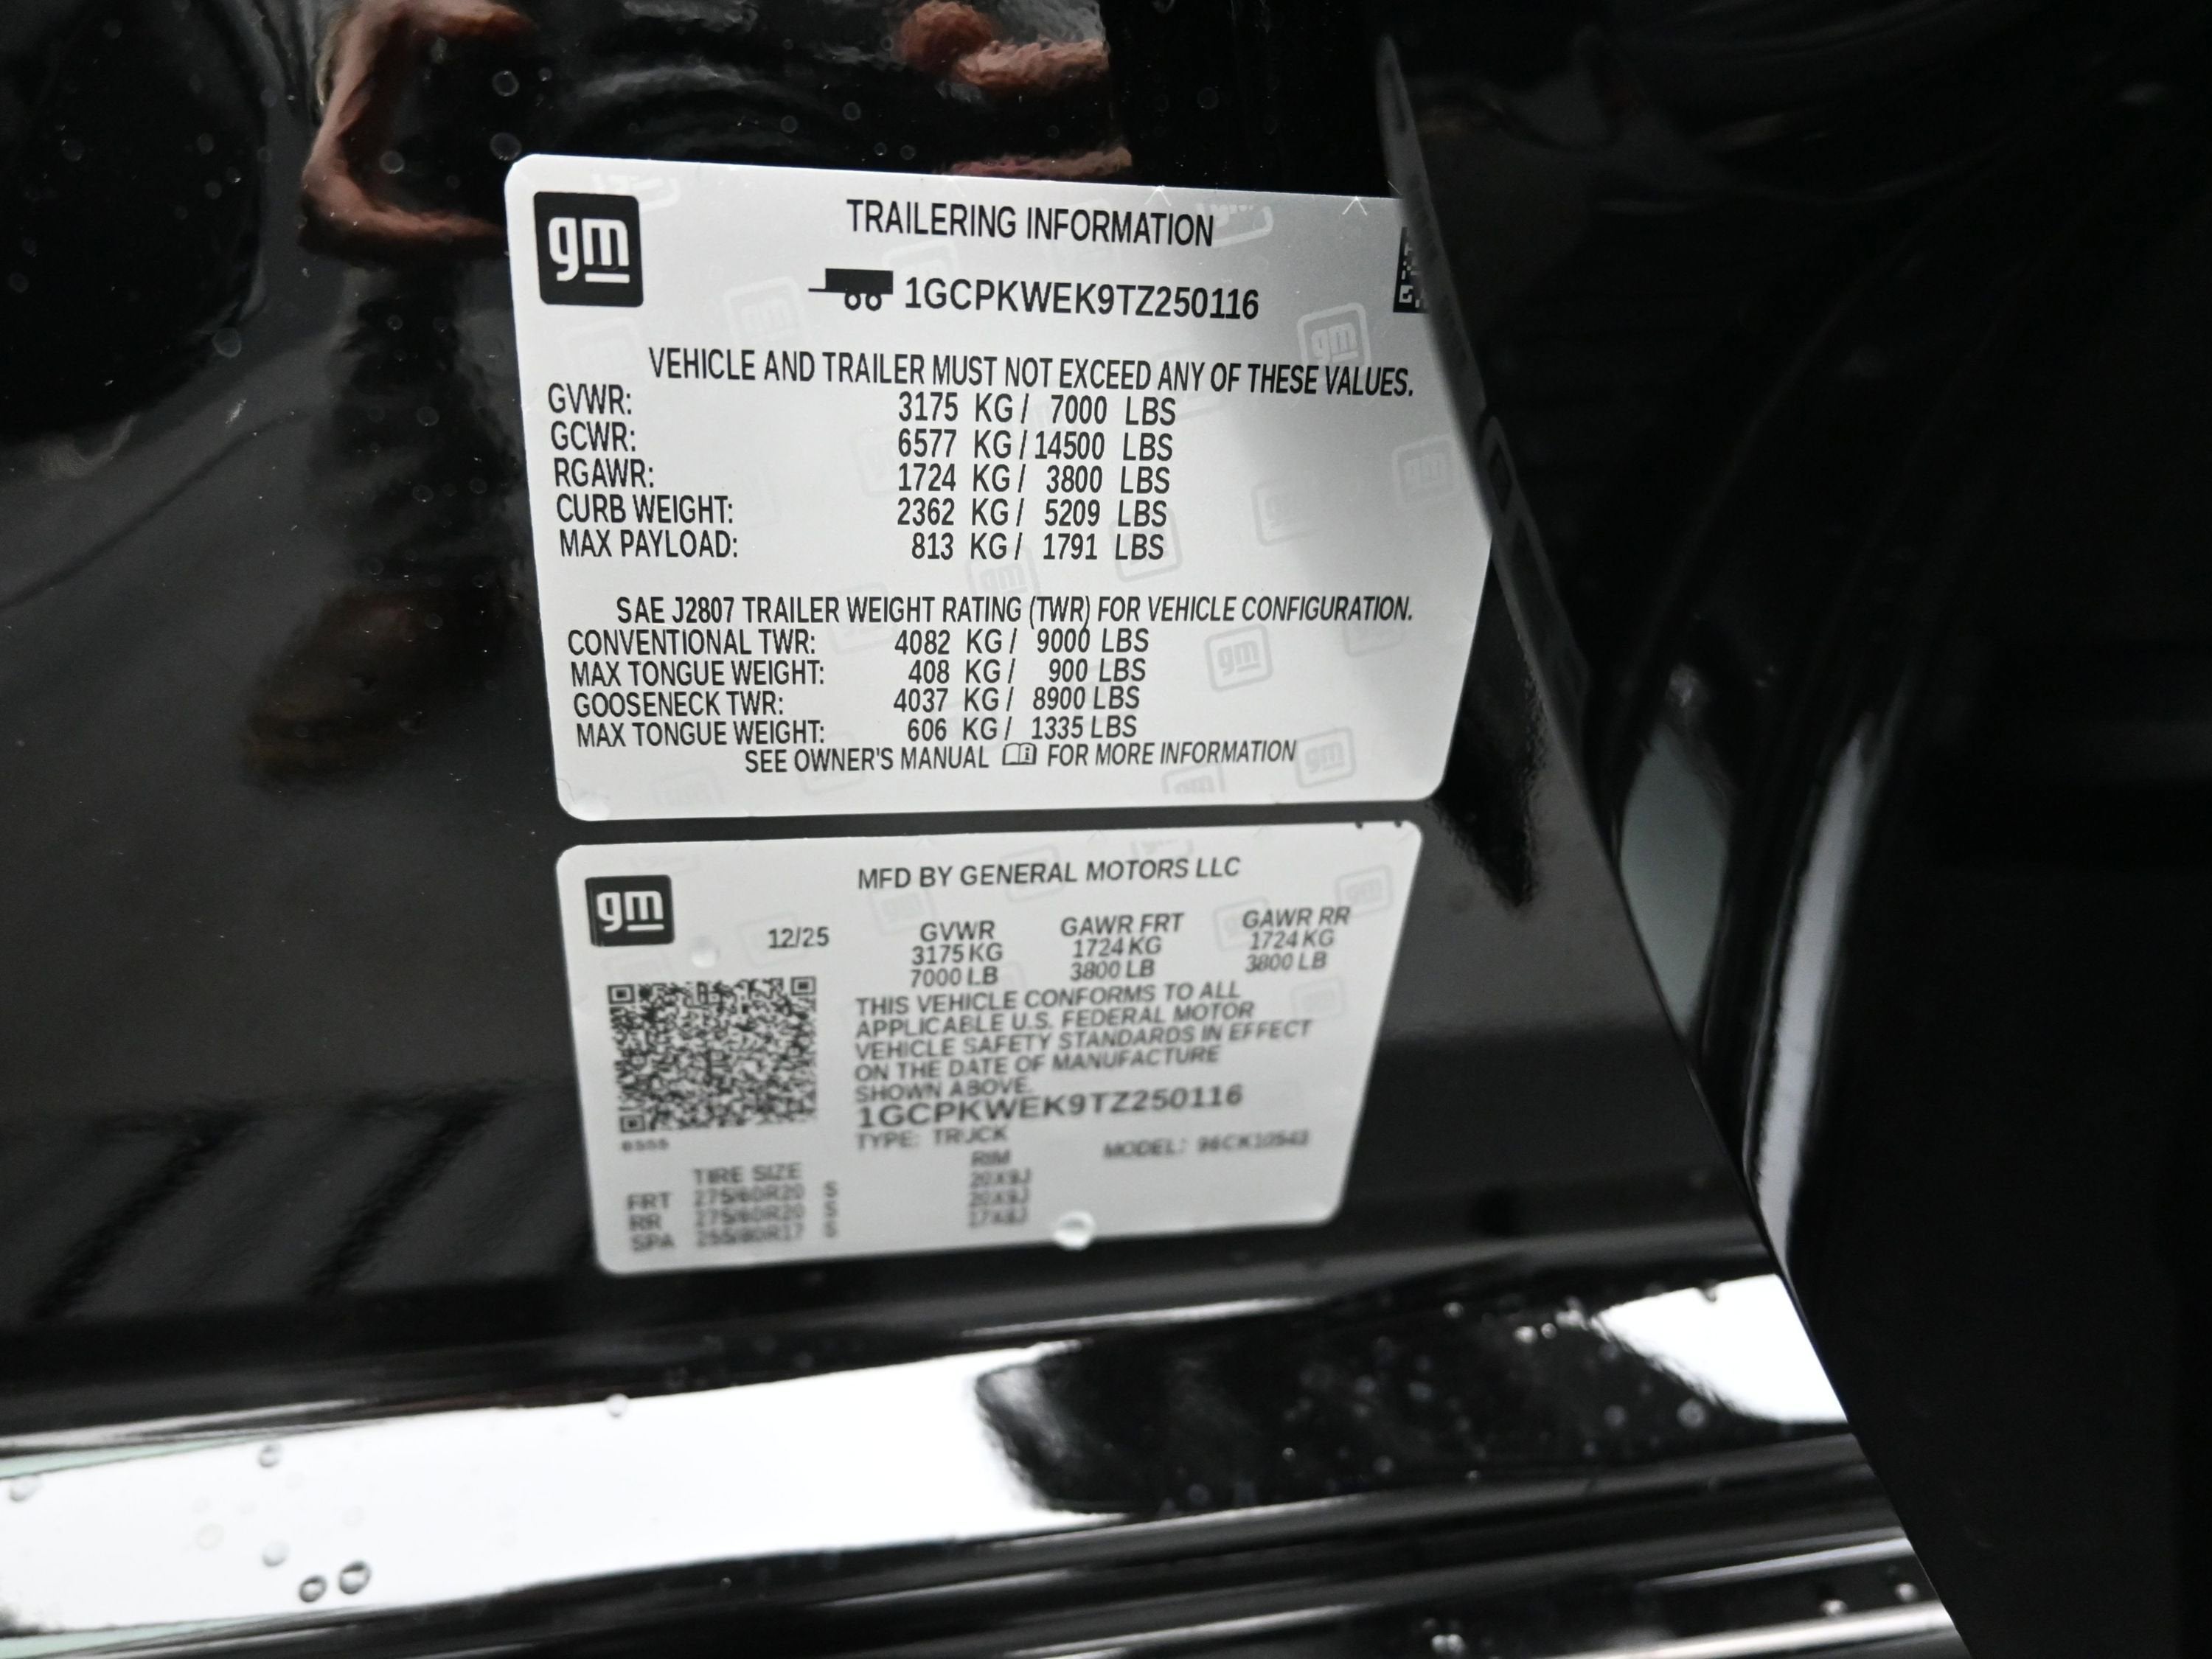 gm
TRAILERING INFORMATION
1GCPKWEK9TZ250116
VEHICLE AND TRAILER MUST NOT EXCEED ANY OF THESE VALUES.
GVWR: 3175 KG / 7000 LBS
GCWR: 6577 KG / 14500 LBS
RGAWR: 1724 KG / 3800 LBS
CURB WEIGHT: 2362 KG / 5209 LBS
MAX PAYLOAD: 813 KG / 1791 LBS
SAE J2807 TRAILER WEIGHT RATING (TWR) FOR VEHICLE CONFIGURATION.
CONVENTIONAL TWR: 4082 KG / 9000 LBS
MAX TONGUE WEIGHT: 408 KG / 900 LBS
GOOSENECK TWR: 4037 KG / 8900 LBS
MAX TONGUE WEIGHT: 606 KG / 1335 LBS
SEE OWNER'S MANUAL FOR MORE INFORMATION
gm
MFD BY GENERAL MOTORS LLC
12/25 GVWR GAWR FRT GAWR RR
3175 KG 1724 KG 1724 KG
7000 LB 3800 LB 3800 LB
THIS VEHICLE CONFORMS TO ALL
APPLICABLE U.S. FEDERAL MOTOR
VEHICLE SAFETY STANDARDS IN EFFECT
ON THE DATE OF MANUFACTURE
SHOWN ABOVE.
1GCPKWEK9TZ250116
TYPE: TRUCK MODEL:
TIRE SIZE RIM
FRT 275/60R20 S 20X9J
RR 275/60R20 S 20X9J
SPA 255/80R17 S 17X8J